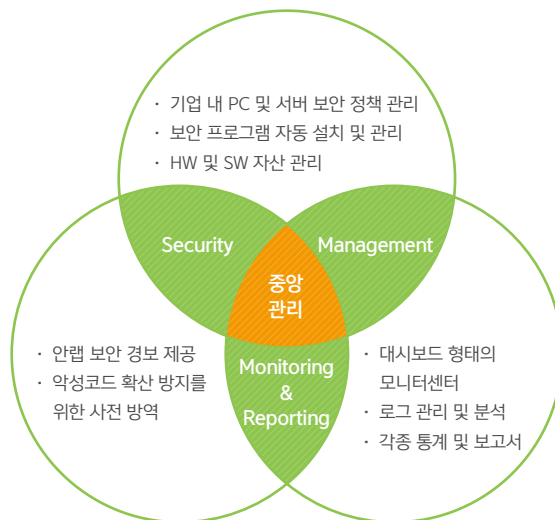 · 기업 내 PC 및 서버 보안 정책 관리
· 보안 프로그램 자동 설치 및 관리
· HW 및 SW 자산 관리
Security
Management
중앙
관리
· 안랩 보안 경보 제공
· 악성코드 확산 방지를
위한 사전 방역
Monitoring
&
Reporting
· 대시보드 형태의
모니터센터
· 로그 관리 및 분석
· 각종 통계 및 보고서